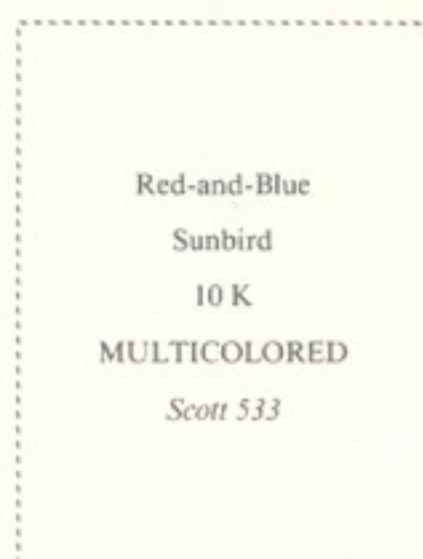 Red-and-Blue
Sunbird
10 K
MULTICOLORED
Scott 533